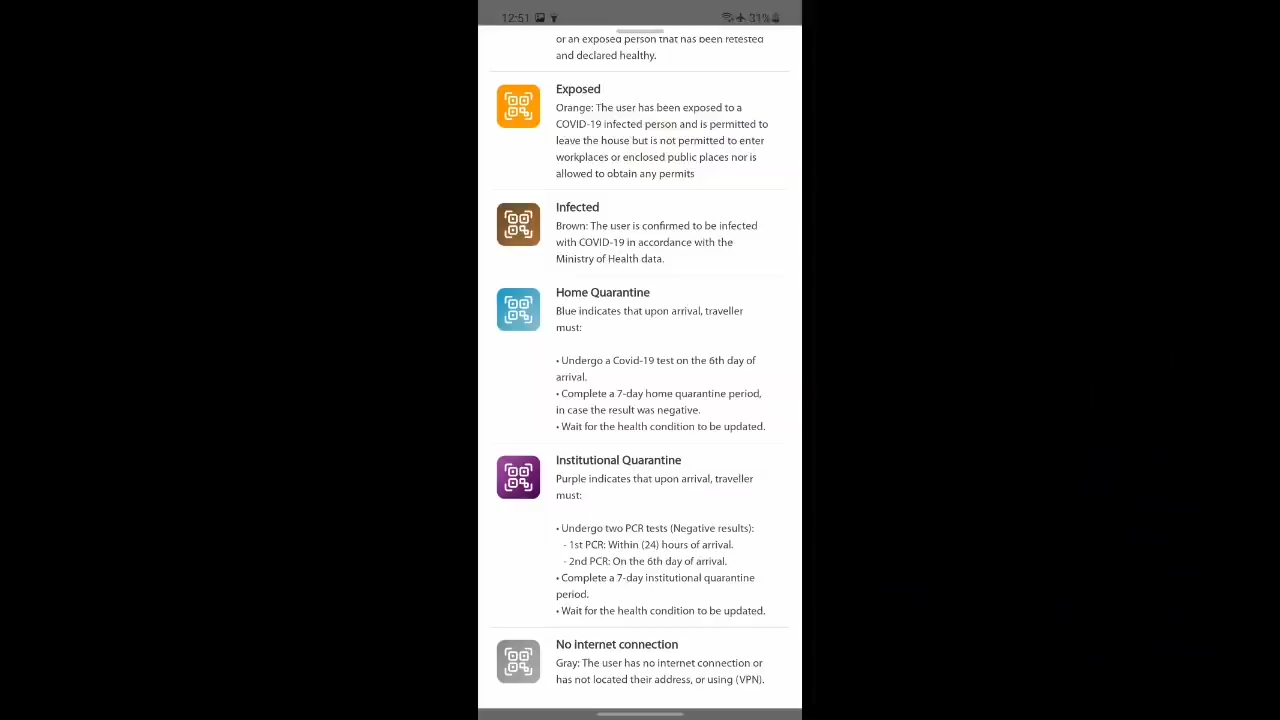 12:51
31%
or an exposed person that has been retested
and declared healthy.
Exposed
Orange: The user has been exposed to a
COVID-19 infected person and is permitted to
leave the house but is not permitted to enter
workplaces or enclosed public places nor is
allowed to obtain any permits
Infected
Brown: The user is confirmed to be infected
with COVID-19 in accordance with the
Ministry of Health data.
Home Quarantine
Blue indicates that upon arrival, traveller
must:
• Undergo a Covid-19 test on the 6th day of
arrival.
• Complete a 7-day home quarantine period,
in case the result was negative.
• Wait for the health condition to be updated.
Institutional Quarantine
Purple indicates that upon arrival, traveller
must:
• Undergo two PCR tests (Negative results):
- 1st PCR: Within (24) hours of arrival.
- 2nd PCR: On the 6th day of arrival.
• Complete a 7-day institutional quarantine
period.
• Wait for the health condition to be updated.
No internet connection
Gray: The user has no internet connection or
has not located their address, or using (VPN).